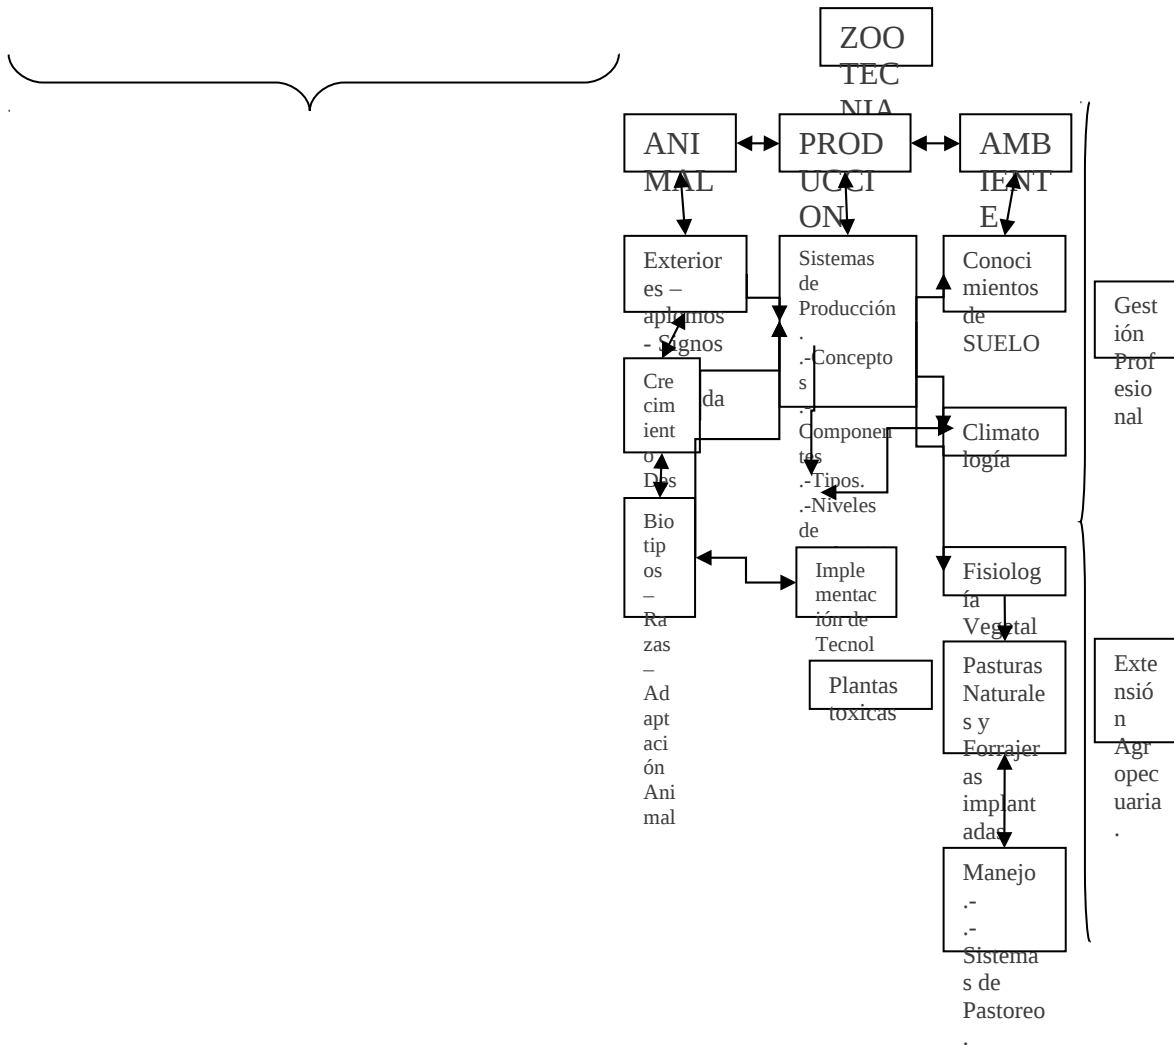 ZOO
TEC
NIA
ANI
MAL
PROD
UCCI
ON
AMB
IENT
E
Exterior
es –
aplomos
- Signos
da
Cre
cim
ient
o
Des
Bio
tip
os
–
Ra
zas
–
Ad
apt
aci
ón
Ani
mal
Sistemas
de
Producción
.
.-Concepto
s
.-
Componen
tes
.-Tipos.
.-Niveles
de
Imple
mentac
ión de
Tecnol
Plantas
toxicas
Conoci
mientos
de
SUELO
Climato
logía
Fisiolog
ía
Vegetal
Pasturas
Naturale
s y
Forrajer
as
implant
adas
Manejo
.-
.-
Sistema
s de
Pastoreo
.
Gest
ión
Prof
esio
nal
Exte
nsió
n
Agr
opec
uaria
.